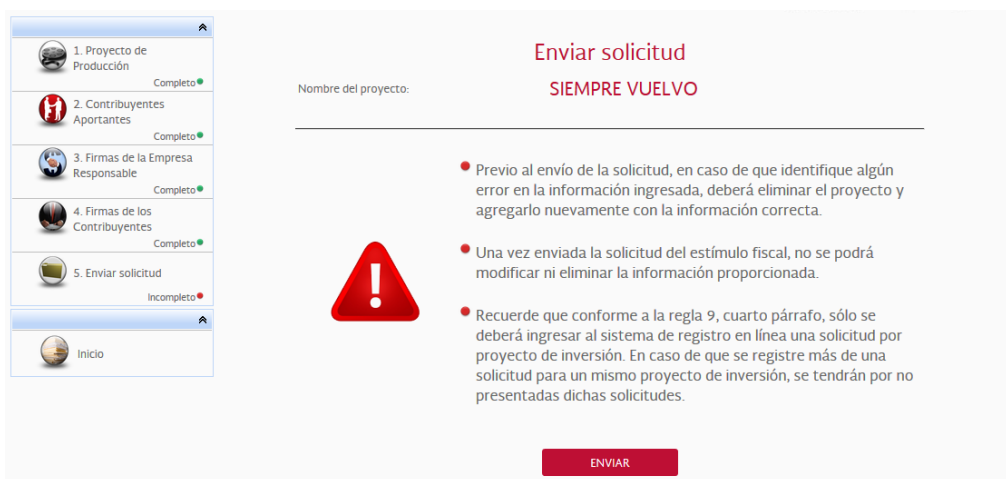 1. Proyecto de
Producción
Completo
2. Contribuyentes
Aportantes
Completo
3. Firmas de la Empresa
Responsable
Completo
4. Firmas de los
Contribuyentes
Completo
5. Enviar solicitud
Incompleto
Inicio
Enviar solicitud
Nombre del proyecto:
SIEMPRE VUELVO
Previo al envío de la solicitud, en caso de que identifique algún
error en la información ingresada, deberá eliminar el proyecto y
agregarlo nuevamente con la información correcta.
Una vez enviada la solicitud del estímulo fiscal, no se podrá
modificar ni eliminar la información proporcionada.
Recuerde que conforme a la regla 9, cuarto párrafo, sólo se
deberá ingresar al sistema de registro en línea una solicitud por
proyecto de inversión. En caso de que se registre más de una
solicitud para un mismo proyecto de inversión, se tendrán por no
presentadas dichas solicitudes.
ENVIAR